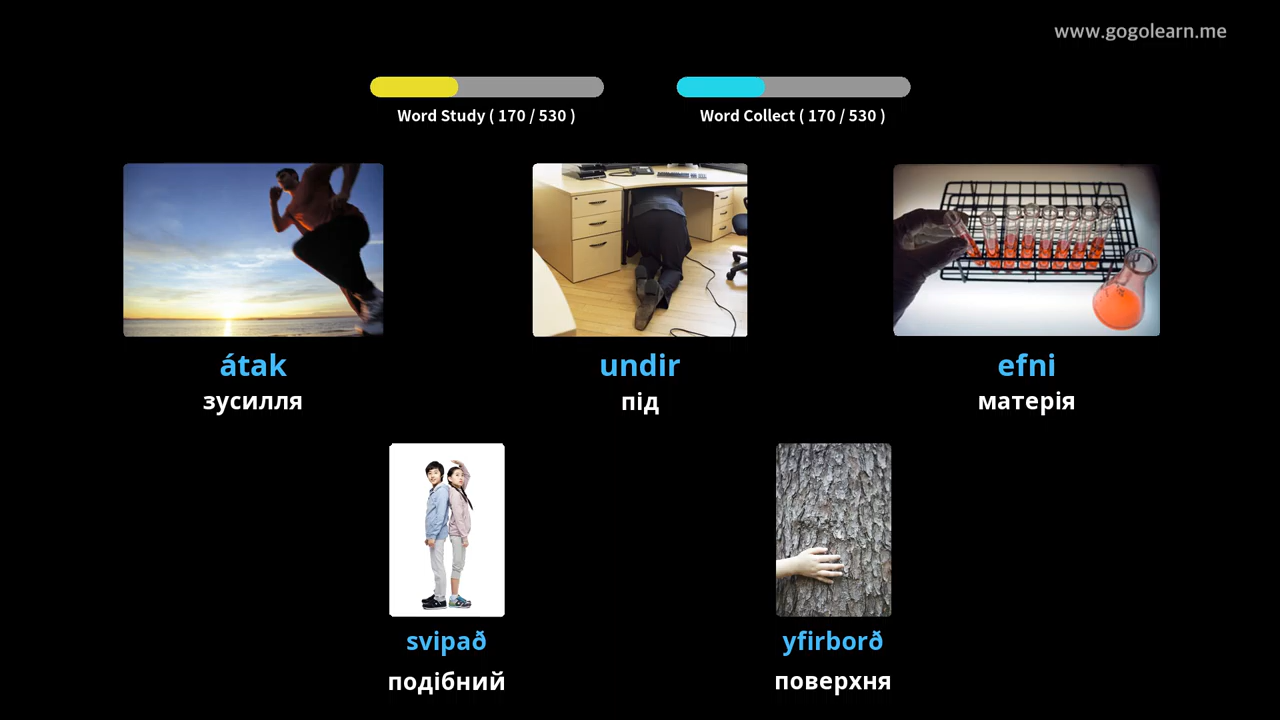 www.gogolearn.me
Word Study ( 170 / 530 )
Word Collect ( 170 / 530 )
átak
зусилля
undir
під
efni
матерія
svipað
подібний
yfirborð
поверхня